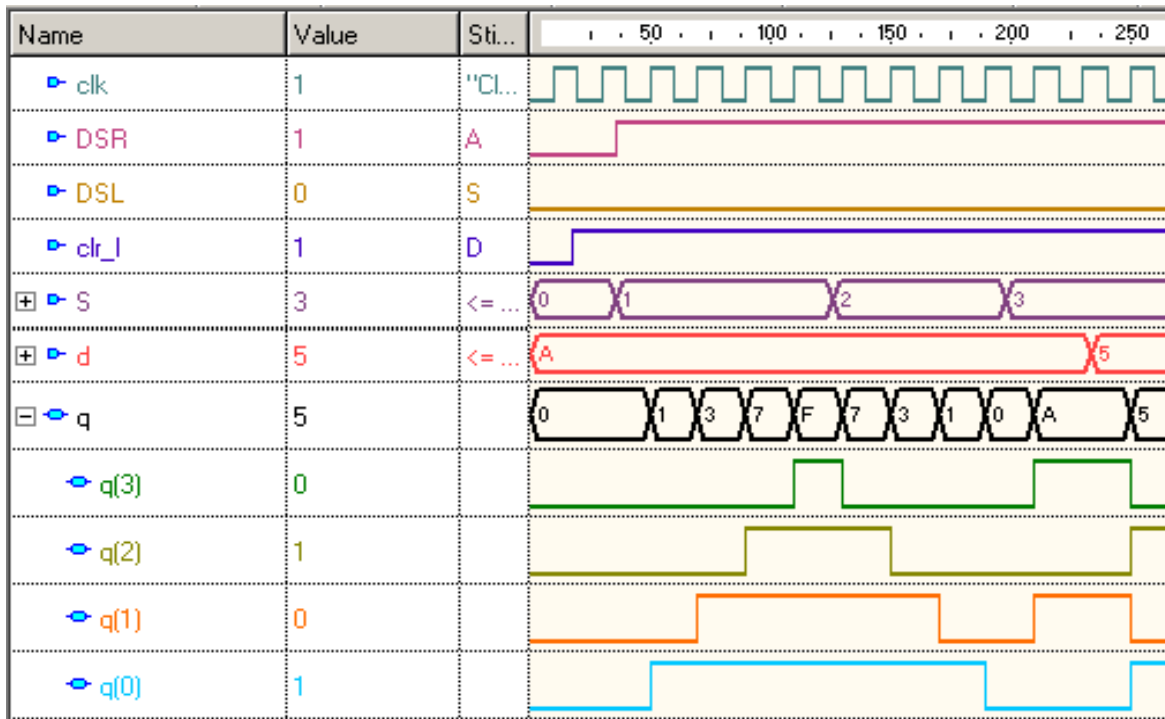 Name Value Sti... 50 100 150 200 250
clk 1 "Cl...
DSR 1 A
DSL 0 S
clr_l 1 D
S 3 <= ... 0 1 2 3
d 5 <= ... A 5
q 5 0 1 3 7 F 7 3 1 0 A 5
q(3) 0
q(2) 1
q(1) 0
q(0) 1